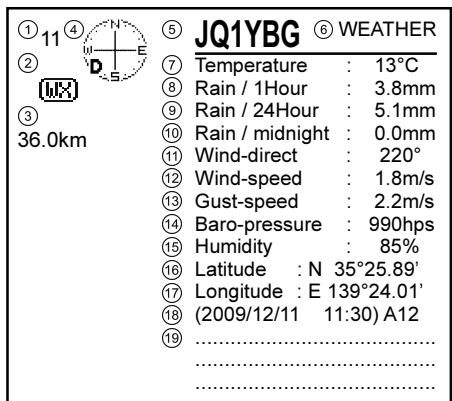 ① 11 ④ N
W E
② D S
(WX)
③
36.0km
⑤ JQ1YBG ⑥ WEATHER
⑦ Temperature : 13°C
⑧ Rain / 1Hour : 3.8mm
⑨ Rain / 24Hour : 5.1mm
⑩ Rain / midnight : 0.0mm
⑪ Wind-direct : 220°
⑫ Wind-speed : 1.8m/s
⑬ Gust-speed : 2.2m/s
⑭ Baro-pressure : 990hps
⑮ Humidity : 85%
⑯ Latitude : N 35°25.89’
⑰ Longitude : E 139°24.01’
⑱ (2009/12/11 11:30) A12
⑲ ........................................
........................................
........................................